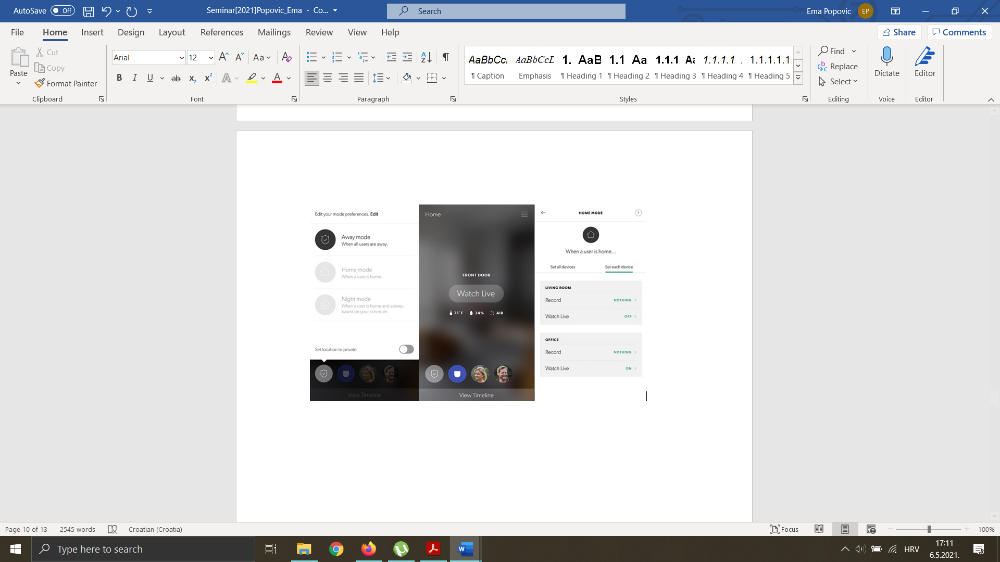 AutoSave Off
Seminar[2021]Popovic_Ema - Co...
Search
Ema Popovic EP
File Home Insert Design Layout References Mailings Review View Help
Share Comments
Paste
Cut
Copy
Format Painter
Clipboard
Arial 12
Font
Paragraph
AaBbCcI AaBbCcL 1. AaB 1.1 Aa 1.1.1 Aa 1.1.1.1 1.1.1.1.1
¶ Caption Emphasis ¶ Heading 1 ¶ Heading 2 ¶ Heading 3 ¶ Heading 4 ¶ Heading 5
Styles
Find
Replace
Select
Editing
Dictate
Voice
Editor
Editor
Edit your mode preferences. Edit
Away mode
When all users are away.
Home mode
When a user is home.
Night mode
When a user is home and asleep,
based on your schedule.
Set location to private
View Timeline
Home
FRONT DOOR
Watch Live
71°F 34% AIR
View Timeline
HOME MODE ?
When a user is home...
Set all devices Set each device
LIVING ROOM
Record NOTHING
Watch Live OFF
OFFICE
Record NOTHING
Watch Live ON
Page 10 of 13 2545 words Croatian (Croatia)
Focus
100%
Type here to search
HRV
17:11
6.5.2021.